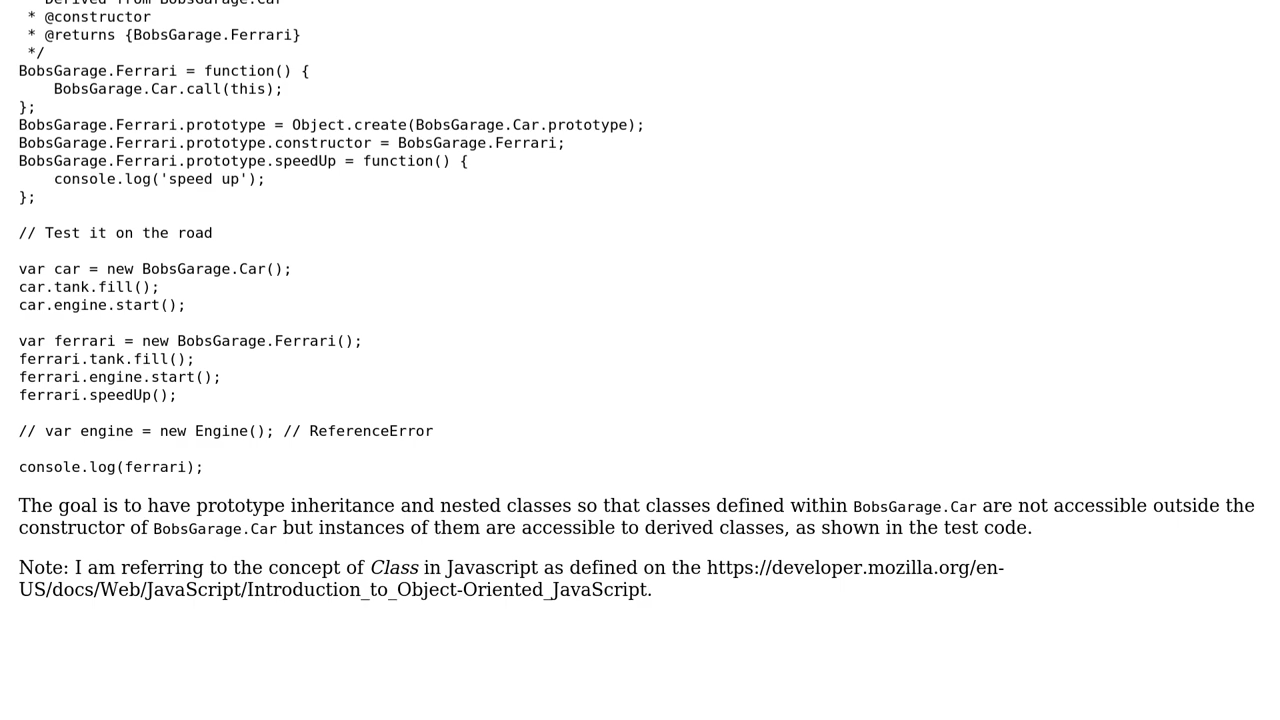 * Derived from BobsGarage.Car
 * @constructor
 * @returns {BobsGarage.Ferrari}
 */
BobsGarage.Ferrari = function() {
    BobsGarage.Car.call(this);
};
BobsGarage.Ferrari.prototype = Object.create(BobsGarage.Car.prototype);
BobsGarage.Ferrari.prototype.constructor = BobsGarage.Ferrari;
BobsGarage.Ferrari.prototype.speedUp = function() {
    console.log('speed up');
};

// Test it on the road

var car = new BobsGarage.Car();
car.tank.fill();
car.engine.start();

var ferrari = new BobsGarage.Ferrari();
ferrari.tank.fill();
ferrari.engine.start();
ferrari.speedUp();

// var engine = new Engine(); // ReferenceError

console.log(ferrari);

The goal is to have prototype inheritance and nested classes so that classes defined within BobsGarage.Car are not accessible outside the
constructor of BobsGarage.Car but instances of them are accessible to derived classes, as shown in the test code.

Note: I am referring to the concept of Class in Javascript as defined on the https://developer.mozilla.org/en-
US/docs/Web/JavaScript/Introduction_to_Object-Oriented_JavaScript.